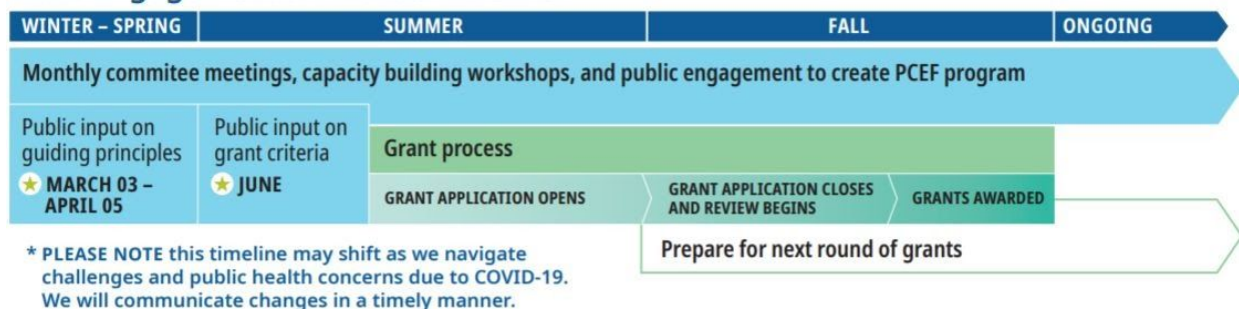 WINTER – SPRING
SUMMER
FALL
ONGOING
Monthly commitee meetings, capacity building workshops, and public engagement to create PCEF program
Public input on
guiding principles
MARCH 03 –
APRIL 05
Public input on
grant criteria
JUNE
Grant process
GRANT APPLICATION OPENS
GRANT APPLICATION CLOSES
AND REVIEW BEGINS
GRANTS AWARDED
Prepare for next round of grants
* PLEASE NOTE this timeline may shift as we navigate
challenges and public health concerns due to COVID-19.
We will communicate changes in a timely manner.